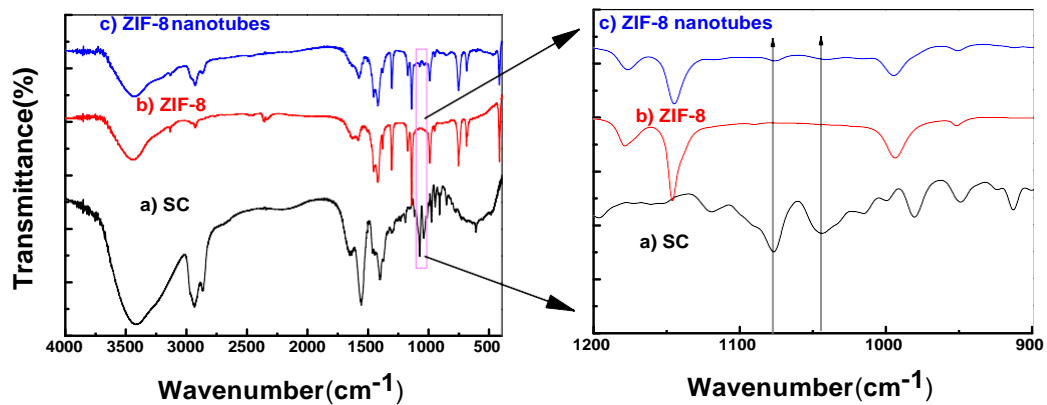 c) ZIF-8 nanotubes
b) ZIF-8
a) SC
Transmittance(%)
4000 3500 3000 2500 2000 1500 1000 500
Wavenumber(cm-1)
c) ZIF-8 nanotubes
b) ZIF-8
a) SC
1200 1100 1000 900
Wavenumber(cm-1)